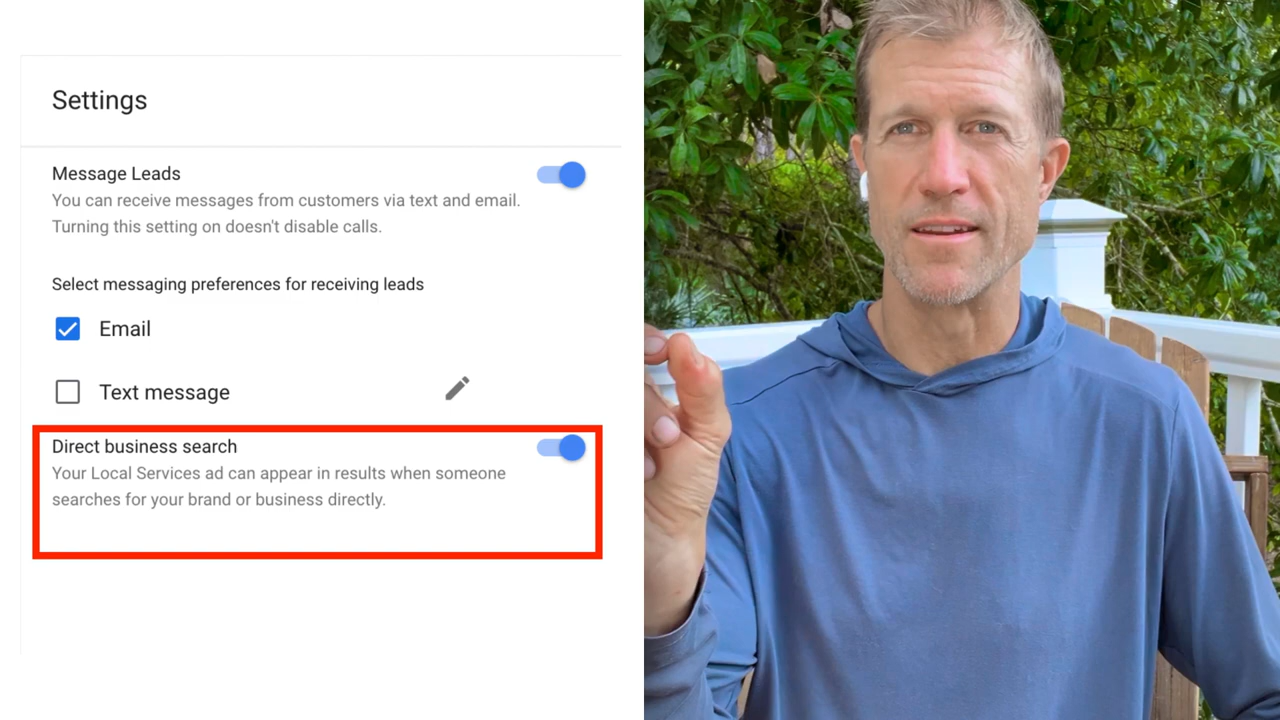 Settings
Message Leads
You can receive messages from customers via text and email.
Turning this setting on doesn't disable calls.
Select messaging preferences for receiving leads
Email
Text message
Direct business search
Your Local Services ad can appear in results when someone
searches for your brand or business directly.